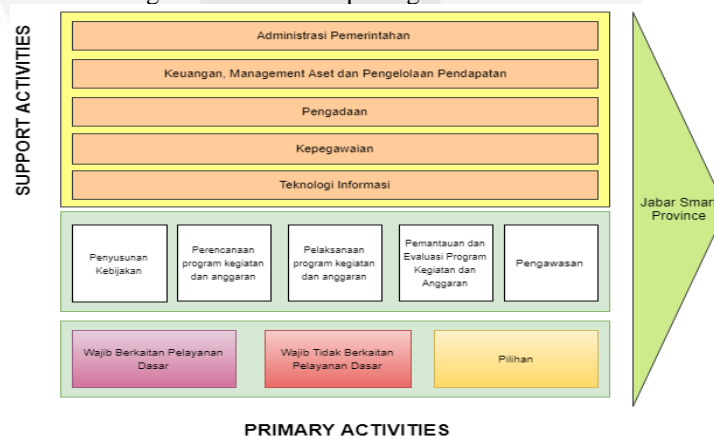 SUPPORT ACTIVITIES
Administrasi Pemerintahan
Keuangan, Management Aset dan Pengelolaan Pendapatan
Pengadaan
Kepegawaian
Teknologi Informasi
Penyusunan
Kebijakan
Perencanaan
program kegiatan
dan anggaran
Pelaksanaan
program kegiatan
dan anggaran
Pemantauan dan
Evaluasi Program
Kegiatan dan
Anggaran
Pengawasan
Wajib Berkaitan Pelayanan
Dasar
Wajib Tidak Berkaitan
Pelayanan Dasar
Pilihan
Jabar Smart
Province
PRIMARY ACTIVITIES